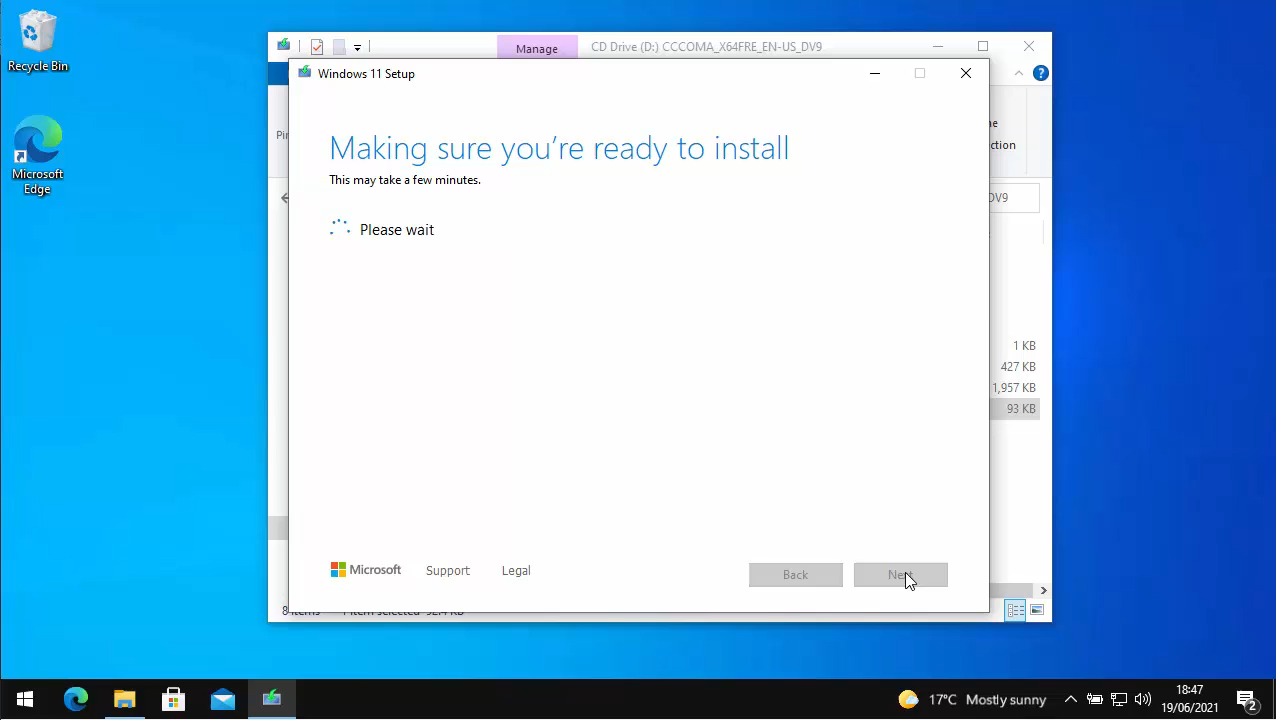 Recycle Bin
Microsoft
Edge
Manage
CD Drive (D:) CCCOMA_X64FRE_EN-US_DV9
Windows 11 Setup
Making sure you're ready to install
This may take a few minutes.
Please wait
DV9
1 KB
427 KB
1,957 KB
93 KB
Microsoft
Support
Legal
Back
17°C Mostly sunny
18:47
19/06/2021
2